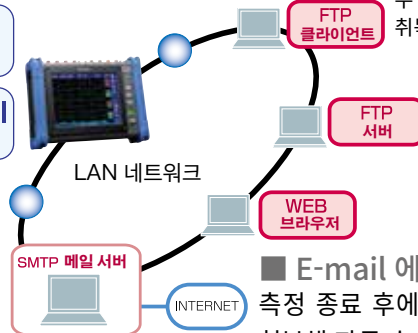 FTP
클라이언트
FTP
서버
LAN 네트워크
WEB
브라우저
SMTP 메일 서버
INTERNET
■ E-mail 에
측정 종료 후에